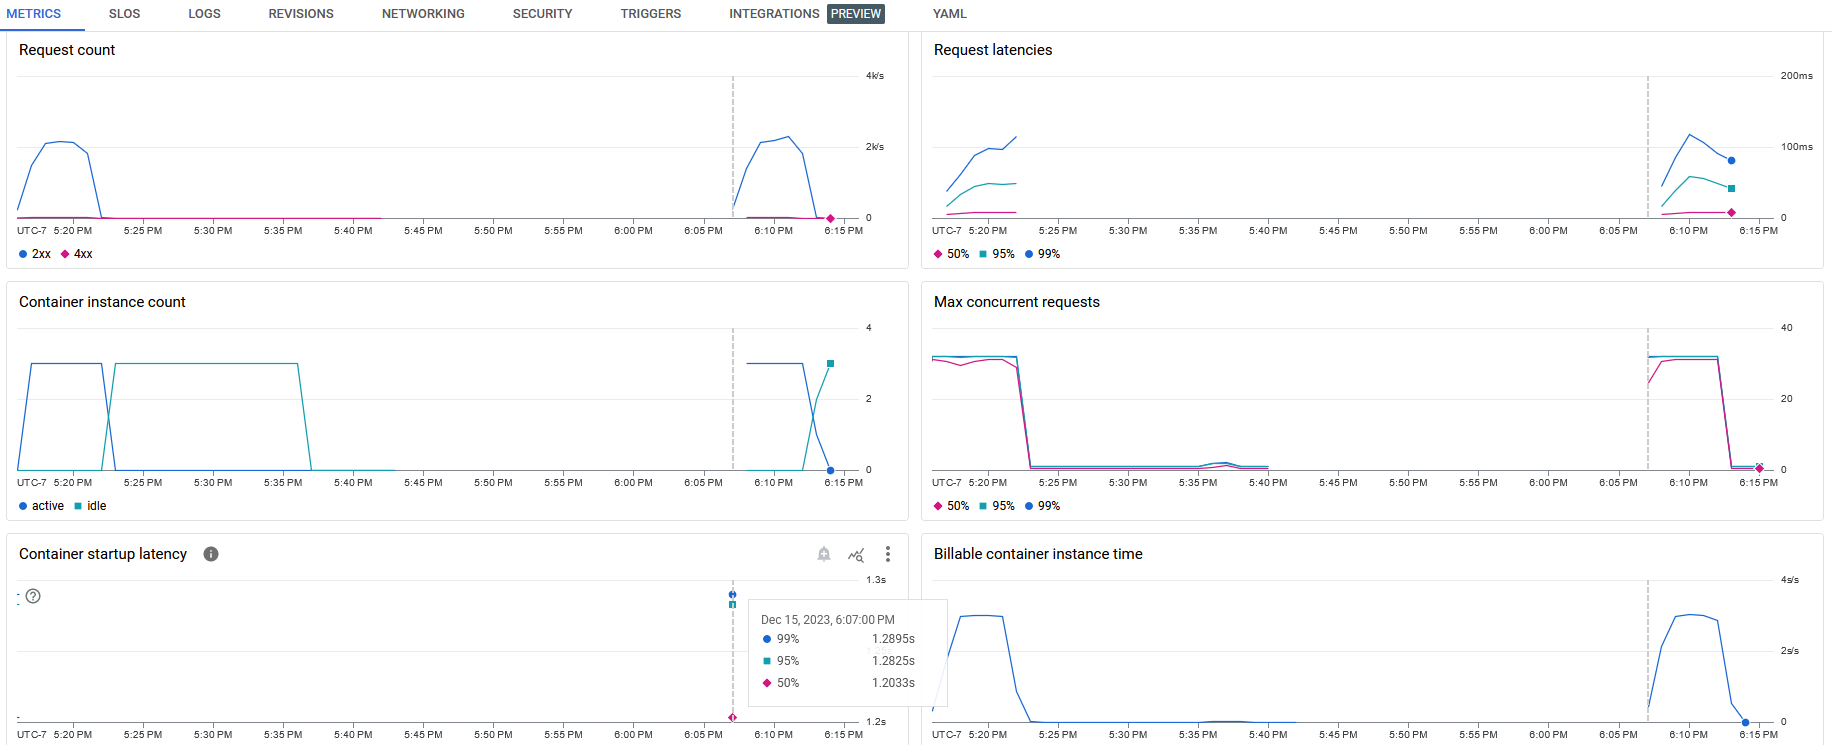 METRICS SLOS LOGS REVISIONS NETWORKING SECURITY TRIGGERS INTEGRATIONS PREVIEW YAML
Request count
4k/s
2k/s
0
UTC-7 5:20 PM 5:25 PM 5:30 PM 5:35 PM 5:40 PM 5:45 PM 5:50 PM 5:55 PM 6:00 PM 6:05 PM 6:10 PM 6:15 PM
2xx 4xx
Request latencies
200ms
100ms
0
UTC-7 5:20 PM 5:25 PM 5:30 PM 5:35 PM 5:40 PM 5:45 PM 5:50 PM 5:55 PM 6:00 PM 6:05 PM 6:10 PM 6:15 PM
50% 95% 99%
Container instance count
4
2
0
UTC-7 5:20 PM 5:25 PM 5:30 PM 5:35 PM 5:40 PM 5:45 PM 5:50 PM 5:55 PM 6:00 PM 6:05 PM 6:10 PM 6:15 PM
active idle
Max concurrent requests
40
20
0
UTC-7 5:20 PM 5:25 PM 5:30 PM 5:35 PM 5:40 PM 5:45 PM 5:50 PM 5:55 PM 6:00 PM 6:05 PM 6:10 PM 6:15 PM
50% 95% 99%
Container startup latency
1.3s
Dec 15, 2023, 6:07:00 PM
99% 1.2895s
95% 1.2825s
50% 1.2033s
1.2s
UTC-7 5:20 PM 5:25 PM 5:30 PM 5:35 PM 5:40 PM 5:45 PM 5:50 PM 5:55 PM 6:00 PM 6:05 PM 6:10 PM 6:15 PM
Billable container instance time
4s/s
2s/s
0
UTC-7 5:20 PM 5:25 PM 5:30 PM 5:35 PM 5:40 PM 5:45 PM 5:50 PM 5:55 PM 6:00 PM 6:05 PM 6:10 PM 6:15 PM